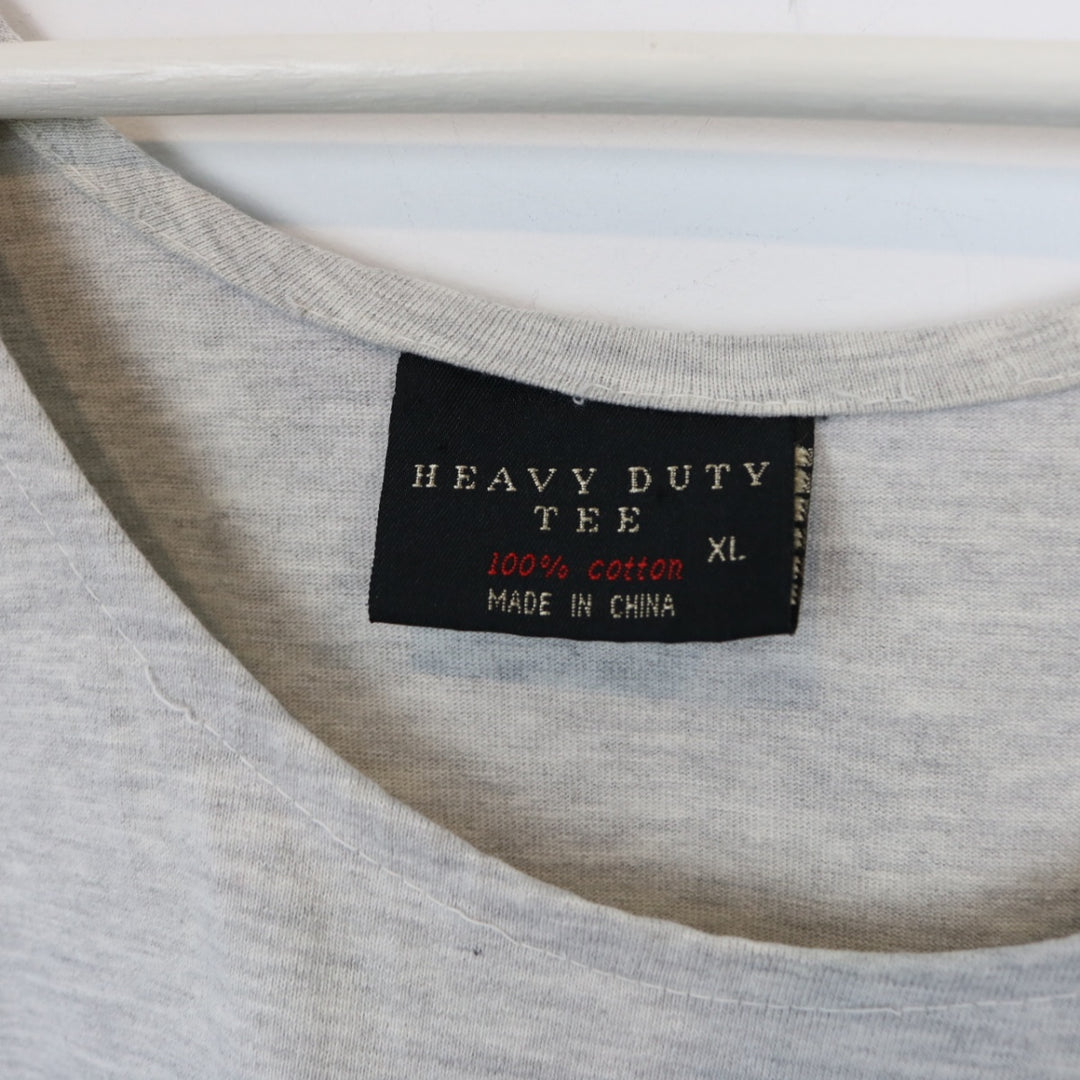 HEAVY DUTY
TEE
XL
100% cotton
MADE IN CHINA